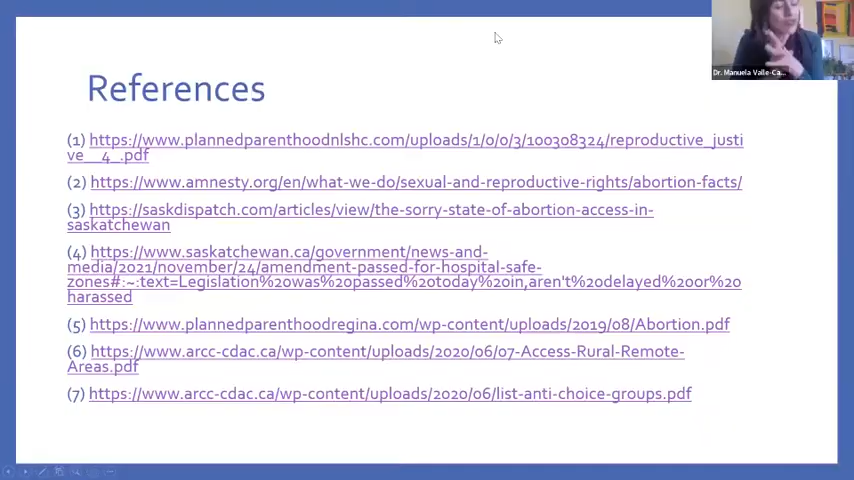 References
(1) https://www.plannedparenthoodnlshc.com/uploads/1/0/0/3/100308324/reproductive_justi
ve__4_.pdf
(2) https://www.amnesty.org/en/what-we-do/sexual-and-reproductive-rights/abortion-facts/
(3) https://saskdispatch.com/articles/view/the-sorry-state-of-abortion-access-in-
saskatchewan
(4) https://www.saskatchewan.ca/government/news-and-
media/2021/november/24/amendment-passed-for-hospital-safe-
zones#:~:text=Legislation%20was%20passed%20today%20in,aren't%20delayed%20or%20
harassed
(5) https://www.plannedparenthoodregina.com/wp-content/uploads/2019/08/Abortion.pdf
(6) https://www.arcc-cdac.ca/wp-content/uploads/2020/06/07-Access-Rural-Remote-
Areas.pdf
(7) https://www.arcc-cdac.ca/wp-content/uploads/2020/06/list-anti-choice-groups.pdf
Dr. Manuela Valle-Ca...